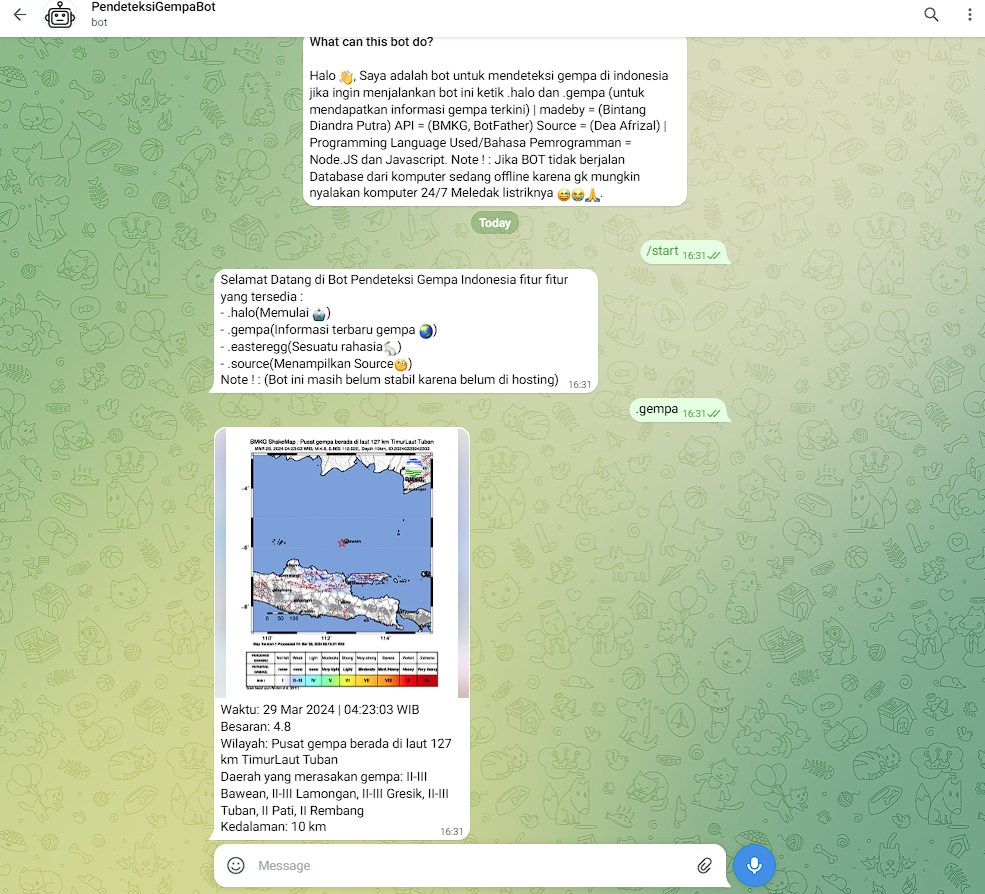 PendeteksiGempaBot
bot
What can this bot do?
Halo 👋, Saya adalah bot untuk mendeteksi gempa di indonesia
jika ingin menjalankan bot ini ketik .halo dan .gempa (untuk
mendapatkan informasi gempa terkini) | madeby = (Bintang
Diandra Putra) API = (BMKG, BotFather) Source = (Dea Afrizal) |
Programming Language Used/Bahasa Pemrogramman =
Node.JS dan Javascript. Note ! : Jika BOT tidak berjalan
Database dari komputer sedang offline karena gk mungkin
nyalakan komputer 24/7 Meledak listriknya 😅😭🙏.
Today
/start 16:31
Selamat Datang di Bot Pendeteksi Gempa Indonesia fitur fitur
yang tersedia :
- .halo(Memulai 🤖)
- .gempa(Informasi terbaru gempa 🌏)
- .easteregg(Sesuatu rahasia🐇)
- .source(Menampilkan Source🧐)
Note ! : (Bot ini masih belum stabil karena belum di hosting) 16:31
.gempa 16:31
BMKG ShakeMap : Pusat gempa berada di laut 127 km TimurLaut Tuban
Waktu: 29 Mar 2024 | 04:23:03 WIB
Besaran: 4.8
Wilayah: Pusat gempa berada di laut 127
km TimurLaut Tuban
Daerah yang merasakan gempa: II-III
Bawean, II-III Lamongan, II-III Gresik, II-III
Tuban, II Pati, II Rembang
Kedalaman: 10 km
16:31
Message